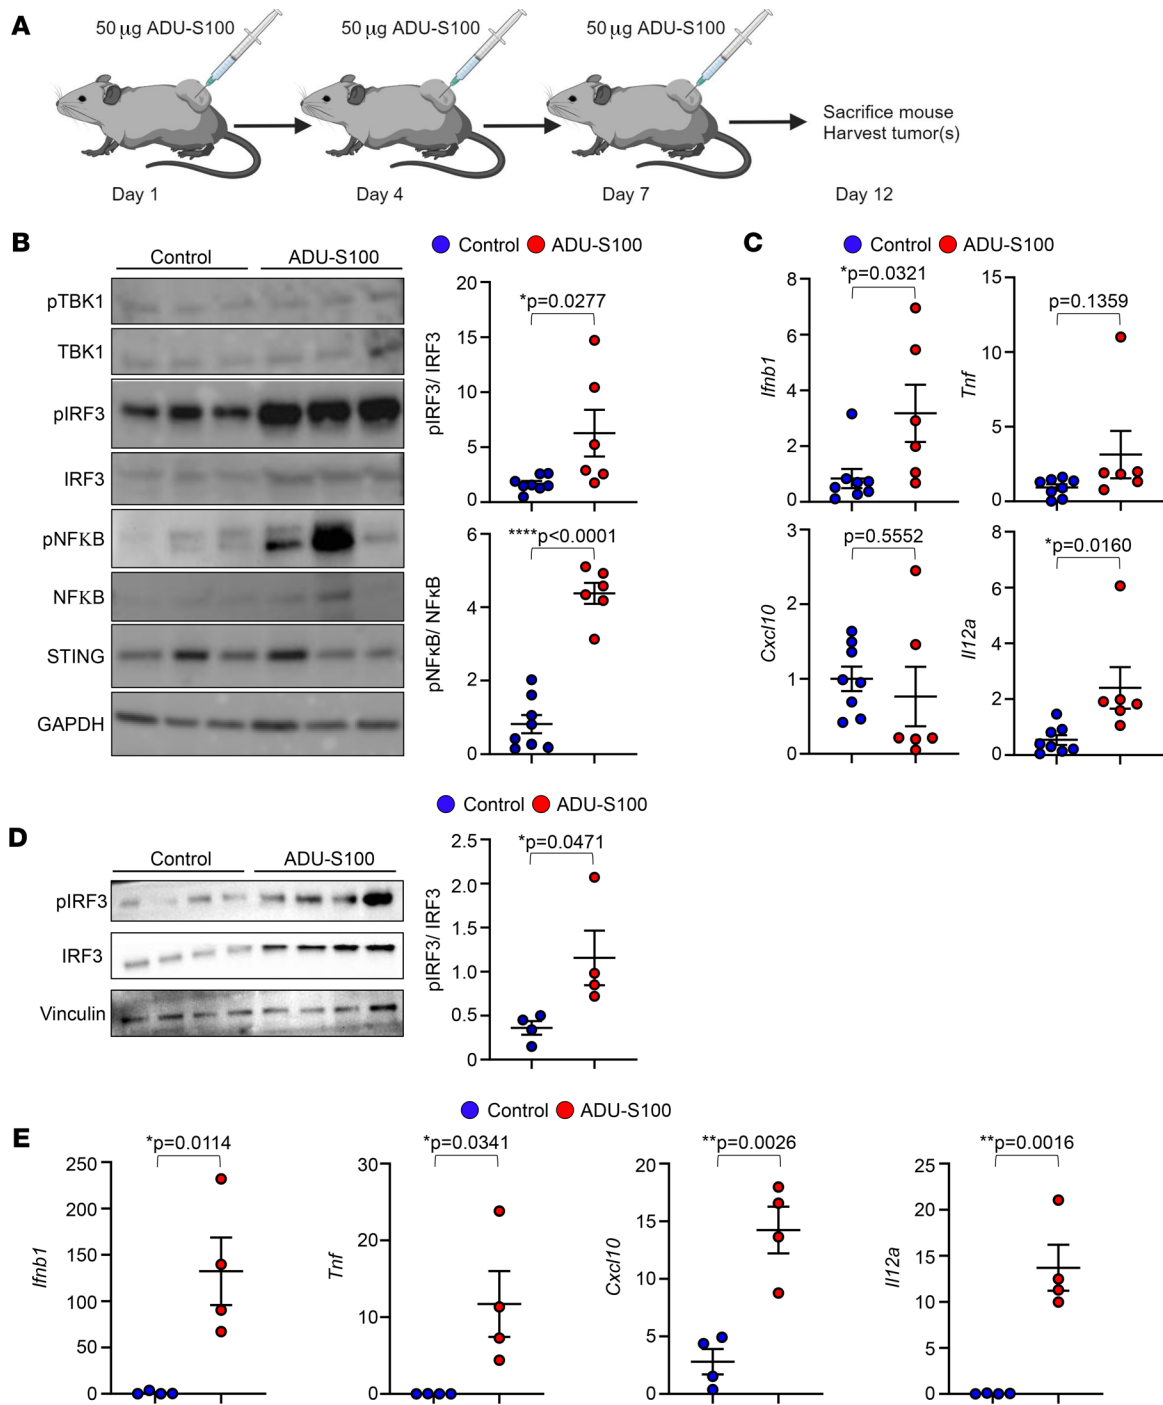 A
50 μg ADU-S100
50 μg ADU-S100
50 μg ADU-S100
Sacrifice mouse
Harvest tumor(s)
Day 1
Day 4
Day 7
Day 12
B
Control
ADU-S100
pTBK1
TBK1
pIRF3
IRF3
pNFκB
NFκB
STING
GAPDH
Control
ADU-S100
20
15
10
5
0
pIRF3/ IRF3
*p=0.0277
6
4
2
0
pNFκB/ NFκB
****p<0.0001
C
Control
ADU-S100
8
6
4
2
0
Ifnb1
*p=0.0321
15
10
5
0
Tnf
p=0.1359
3
2
1
0
Cxcl10
p=0.5552
8
6
4
2
0
Il12a
*p=0.0160
D
Control
ADU-S100
pIRF3
IRF3
Vinculin
Control
ADU-S100
2.5
2.0
1.5
1.0
0.5
0
pIRF3/ IRF3
*p=0.0471
E
Control
ADU-S100
250
200
150
100
50
0
Ifnb1
*p=0.0114
30
20
10
0
Tnf
*p=0.0341
20
15
10
5
0
Cxcl10
**p=0.0026
25
20
15
10
5
0
Il12a
**p=0.0016